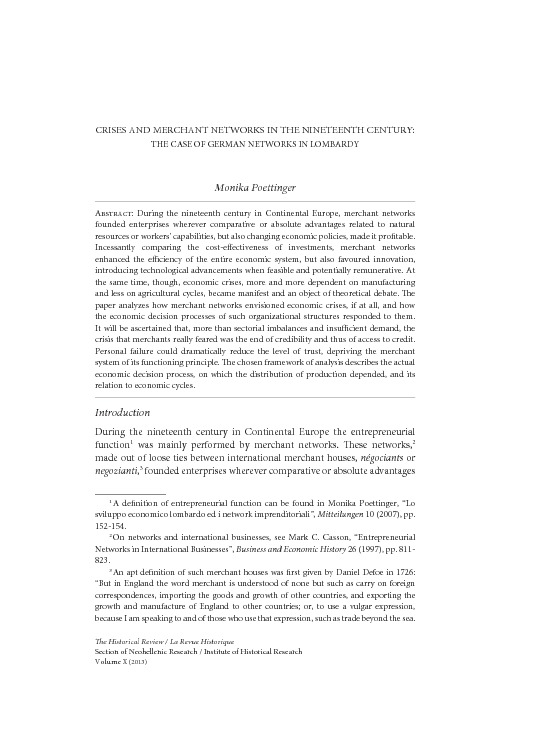 CRISES AND MERCHANT NETWORKS IN THE NINETEENTH CENTURY:
THE CASE OF GERMAN NETWORKS IN LOMBARDY
Monika Poettinger
Abstract: During the nineteenth century in Continental Europe, merchant networks
founded enterprises wherever comparative or absolute advantages related to natural
resources or workers' capabilities, but also changing economic policies, made it profitable.
Incessantly comparing the cost-effectiveness of investments, merchant networks
enhanced the efficiency of the entire economic system, but also favoured innovation,
introducing technological advancements when feasible and potentially remunerative. At
the same time, though, economic crises, more and more dependent on manufacturing
and less on agricultural cycles, became manifest and an object of theoretical debate. The
paper analyzes how merchant networks envisioned economic crises, if at all, and how
the economic decision processes of such organizational structures responded to them.
It will be ascertained that, more than sectorial imbalances and insufficient demand, the
crisis that merchants really feared was the end of credibility and thus of access to credit.
Personal failure could dramatically reduce the level of trust, depriving the merchant
system of its functioning principle. The chosen framework of analysis describes the actual
economic decision process, on which the distribution of production depended, and its
relation to economic cycles.
Introduction
During the nineteenth century in Continental Europe the entrepreneurial
function¹ was mainly performed by merchant networks. These networks,²
made out of loose ties between international merchant houses, négociants or
negozianti,³ founded enterprises wherever comparative or absolute advantages
¹ A definition of entrepreneurial function can be found in Monika Poettinger, "Lo
sviluppo economico lombardo ed i network imprenditoriali", Mitteilungen 10 (2007), pp.
152-154.
² On networks and international businesses, see Mark C. Casson, "Entrepreneurial
Networks in International Businesses", Business and Economic History 26 (1997), pp. 811-
823.
³ An apt definition of such merchant houses was first given by Daniel Defoe in 1726:
"But in England the word merchant is understood of none but such as carry on foreign
correspondences, importing the goods and growth of other countries, and exporting the
growth and manufacture of England to other countries; or, to use a vulgar expression,
because I am speaking to and of those who use that expression, such as trade beyond the sea.
The Historical Review / La Revue Historique
Section of Neohellenic Research / Institute of Historical Research
Volume X (2013)